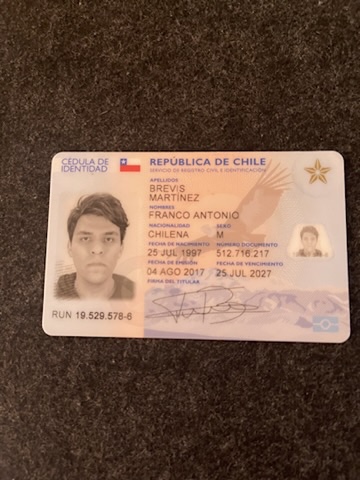 CÉDULA DE IDENTIDAD
REPÚBLICA DE CHILE
SERVICIO DE REGISTRO CIVIL E IDENTIFICACIÓN
APELLIDOS
BREVIS
MARTÍNEZ
NOMBRES
FRANCO ANTONIO
NACIONALIDAD SEXO
CHILENA M
FECHA DE NACIMIENTO NÚMERO DOCUMENTO
25 JUL 1997 512.716.217
FECHA DE EMISIÓN FECHA DE VENCIMIENTO
04 AGO 2017 25 JUL 2027
FIRMA DEL TITULAR
RUN 19.529.578-6